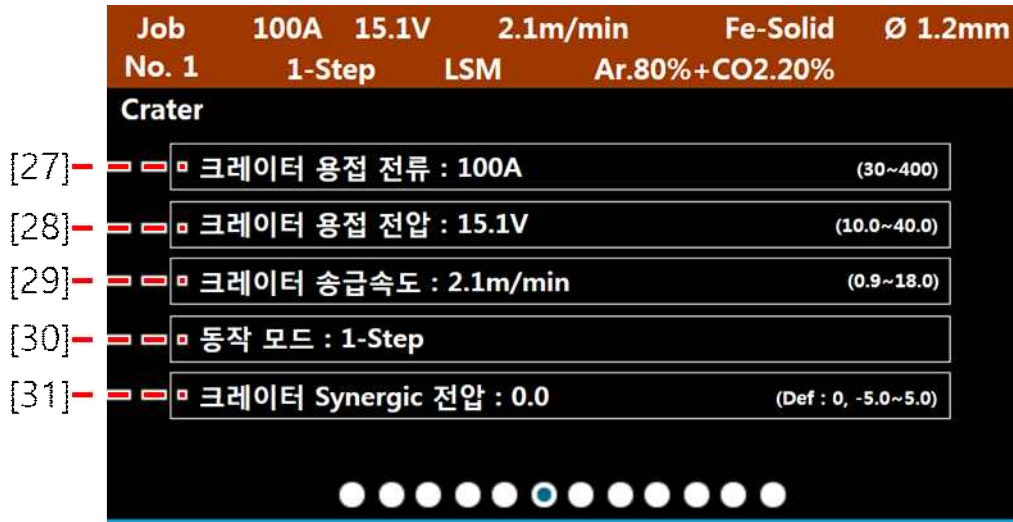 Job 100A 15.1V 2.1m/min Fe-Solid Ø 1.2mm
No. 1 1-Step LSM Ar.80%+CO2.20%
Crater
[27] 크레이터 용접 전류 : 100A (30~400)
[28] 크레이터 용접 전압 : 15.1V (10.0~40.0)
[29] 크레이터 송급속도 : 2.1m/min (0.9~18.0)
[30] 동작 모드 : 1-Step
[31] 크레이터 Synergic 전압 : 0.0 (Def : 0, -5.0~5.0)